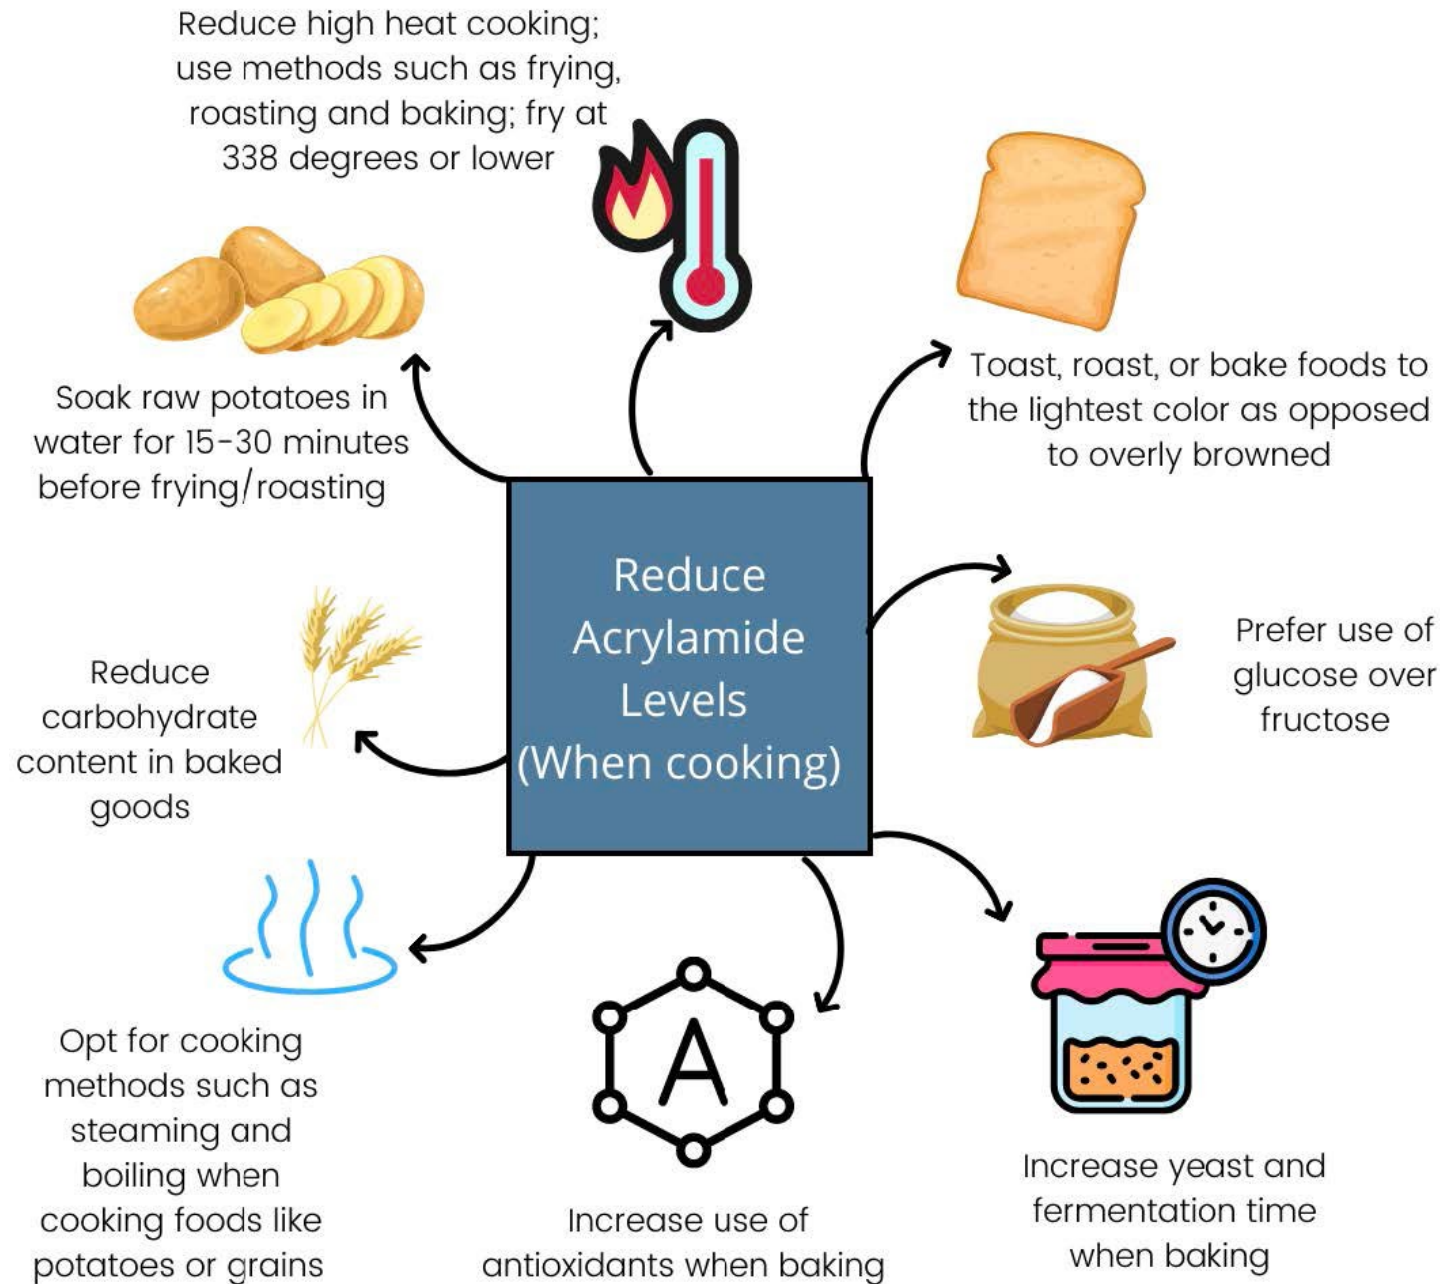 Reduce high heat cooking;
use methods such as frying,
roasting and baking; fry at
338 degrees or lower
Soak raw potatoes in
water for 15-30 minutes
before frying/roasting
Toast, roast, or bake foods to
the lightest color as opposed
to overly browned
Reduce
Acrylamide
Levels
(When cooking)
Reduce
carbohydrate
content in baked
goods
Prefer use of
glucose over
fructose
Opt for cooking
methods such as
steaming and
boiling when
cooking foods like
potatoes or grains
A
Increase use of
antioxidants when baking
Increase yeast and
fermentation time
when baking